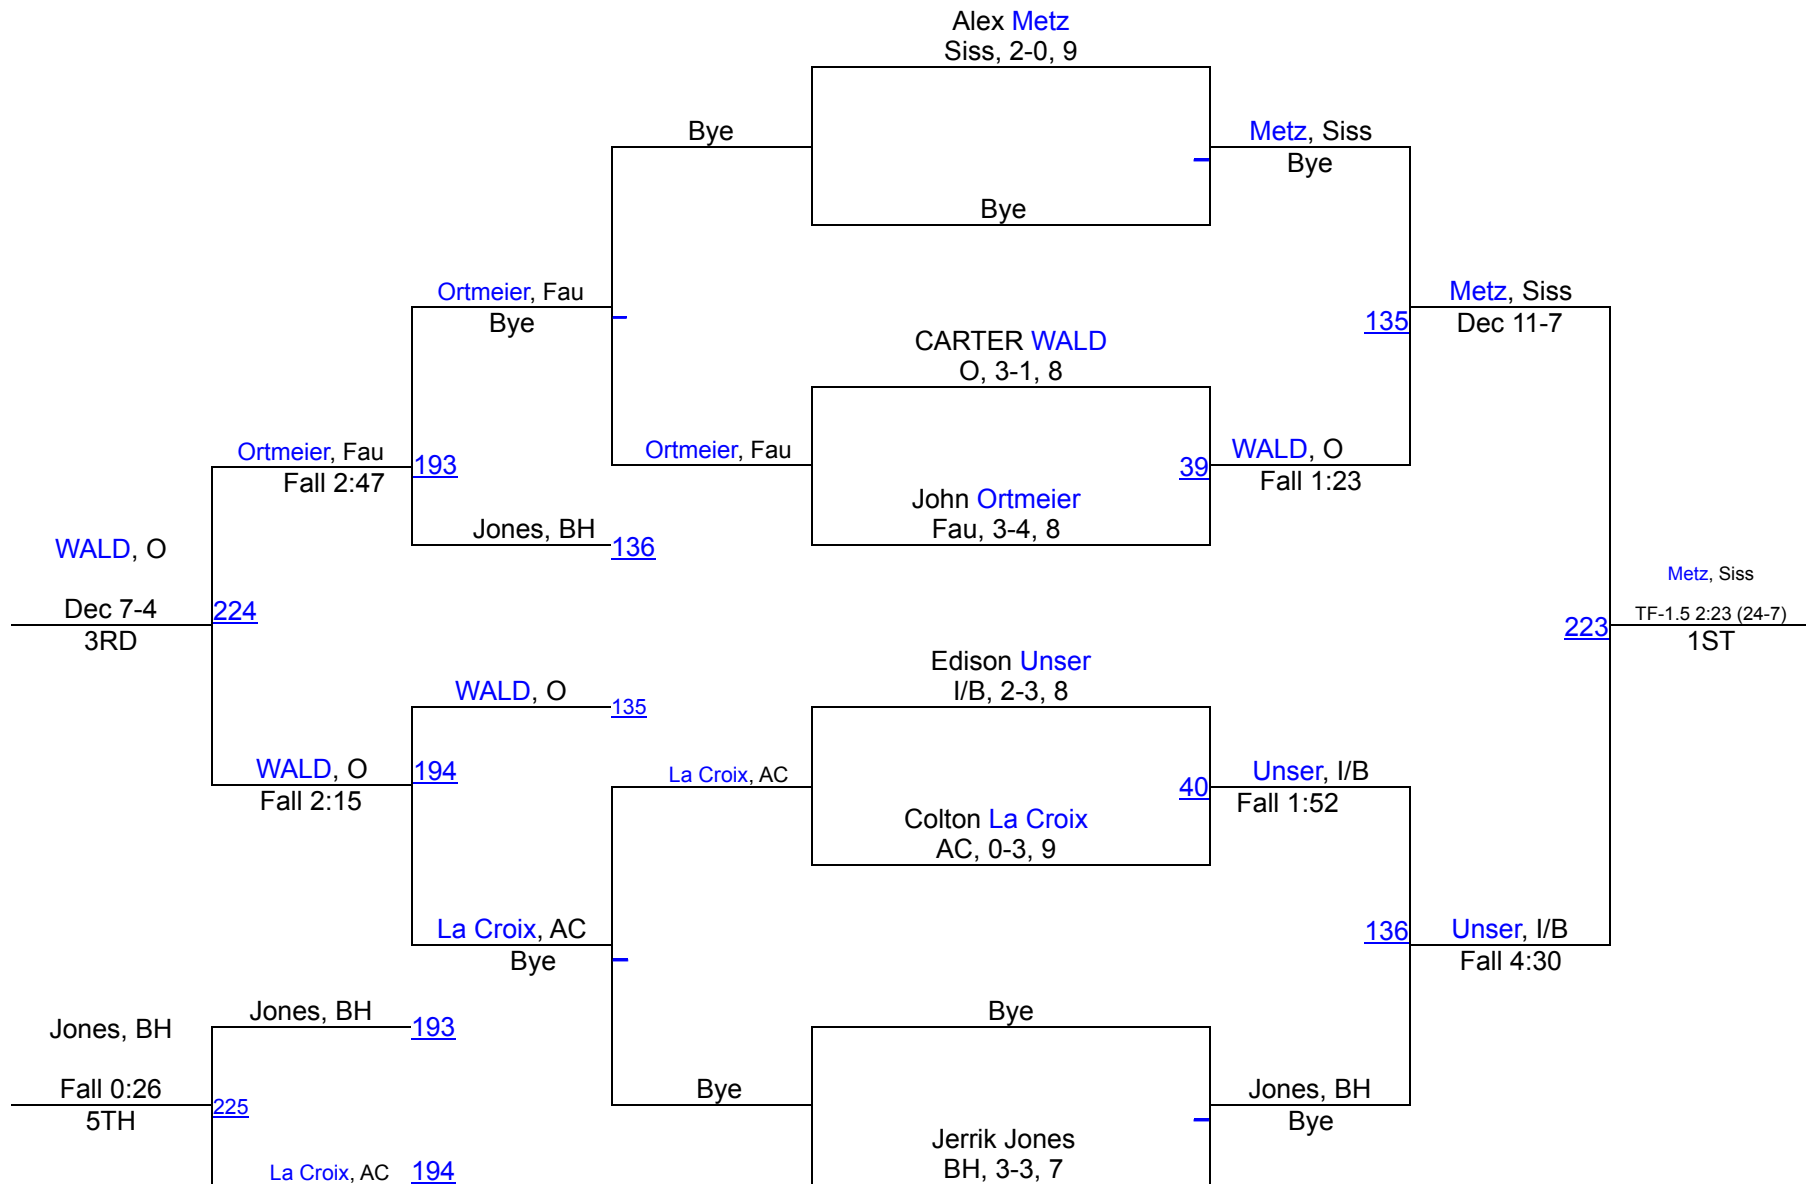 Alex Metz
Siss, 2-0, 9
Bye
Metz, Siss
Bye
Bye
Ortmeier, Fau
Bye
Metz, Siss
Dec 11-7
135
CARTER WALD
O, 3-1, 8
Ortmeier, Fau
Fall 2:47
193
Ortmeier, Fau
39
WALD, O
Fall 1:23
John Ortmeier
Fau, 3-4, 8
Jones, BH
136
WALD, O
Dec 7-4
3RD
224
Metz, Siss
TF-1.5 2:23 (24-7)
1ST
223
Edison Unser
I/B, 2-3, 8
WALD, O
135
WALD, O
Fall 2:15
194
La Croix, AC
40
Unser, I/B
Fall 1:52
Colton La Croix
AC, 0-3, 9
La Croix, AC
Bye
136
Unser, I/B
Fall 4:30
Jones, BH
193
Bye
Jones, BH
Fall 0:26
5TH
225
Bye
Jones, BH
Bye
Jerrik Jones
BH, 3-3, 7
La Croix, AC
194